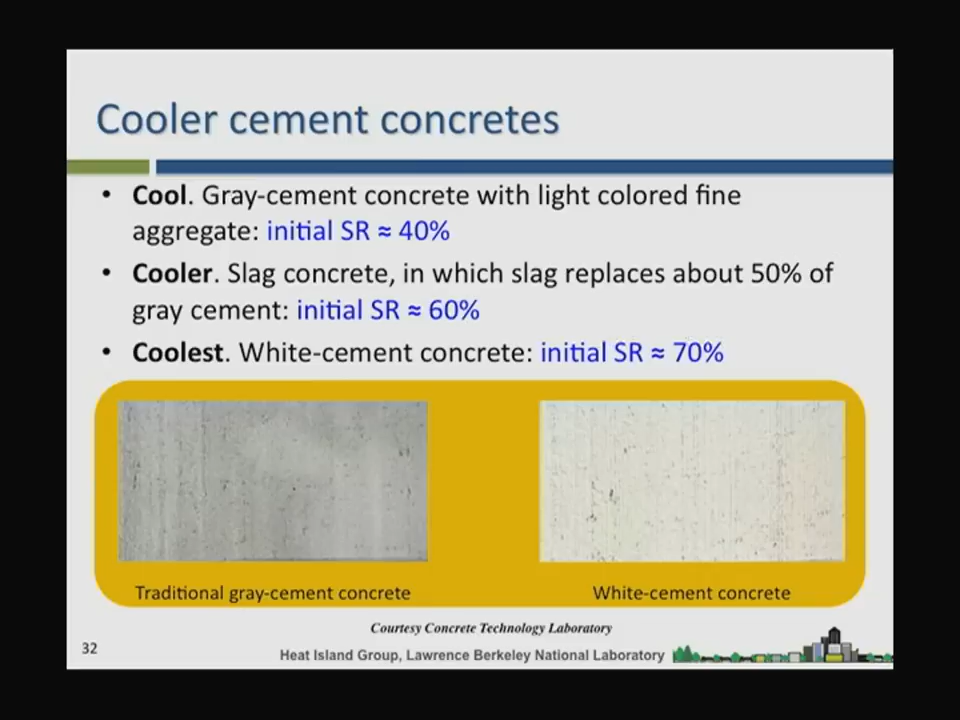 Cooler cement concretes
• Cool. Gray-cement concrete with light colored fine
aggregate: initial SR ≈ 40%
• Cooler. Slag concrete, in which slag replaces about 50% of
gray cement: initial SR ≈ 60%
• Coolest. White-cement concrete: initial SR ≈ 70%
Traditional gray-cement concrete
White-cement concrete
Courtesy Concrete Technology Laboratory
32
Heat Island Group, Lawrence Berkeley National Laboratory